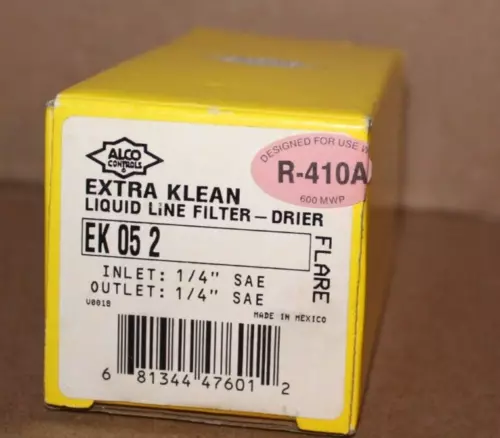 ALCO
CONTROLS
DESIGNED FOR USE W
R-410A
600 MWP
EXTRA KLEAN
LIQUID LINE FILTER-DRIER
EK 05 2
FLARE
INLET: 1/4" SAE
OUTLET: 1/4" SAE
V001B
MADE IN MEXICO
6 81344 47601 2